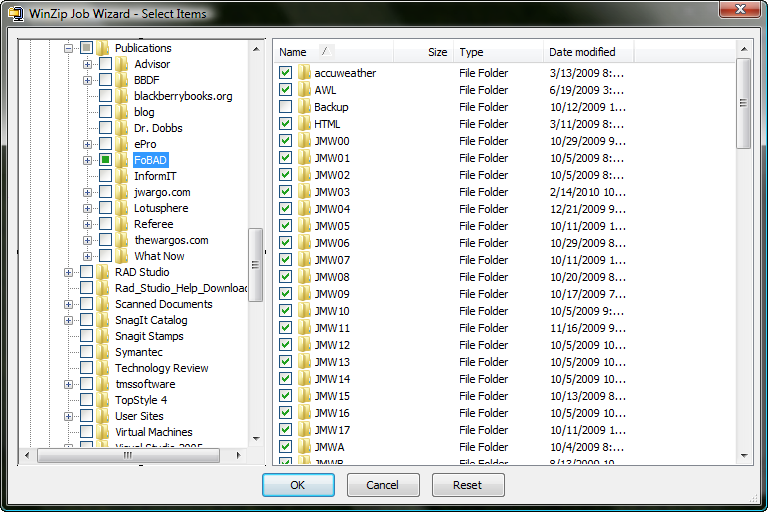 WinZip Job Wizard - Select Items
Publications
Advisor
BBDF
blackberrybooks.org
blog
Dr. Dobbs
ePro
FoBAD
InformIT
jwargo.com
Lotusphere
Referee
thewargos.com
What Now
RAD Studio
Rad_Studio_Help_Download
Scanned Documents
SnagIt Catalog
Snagit Stamps
Symantec
Technology Review
tmssoftware
TopStyle 4
User Sites
Virtual Machines
Visual Studio 2005
Name / Size Type Date modified
accuweather File Folder 3/13/2009 8:...
AWL File Folder 6/19/2009 3:...
Backup File Folder 10/12/2009 1...
HTML File Folder 3/11/2009 8:...
JMW00 File Folder 10/29/2009 9...
JMW01 File Folder 10/5/2009 8:...
JMW02 File Folder 10/5/2009 8:...
JMW03 File Folder 2/14/2010 10...
JMW04 File Folder 12/21/2009 9...
JMW05 File Folder 10/11/2009 1...
JMW06 File Folder 10/29/2009 8...
JMW07 File Folder 10/11/2009 1...
JMW08 File Folder 10/20/2009 8...
JMW09 File Folder 10/17/2009 7...
JMW10 File Folder 10/5/2009 9:...
JMW11 File Folder 11/16/2009 9...
JMW12 File Folder 10/5/2009 10...
JMW13 File Folder 10/5/2009 10...
JMW14 File Folder 10/5/2009 10...
JMW15 File Folder 10/13/2009 8...
JMW16 File Folder 10/5/2009 10...
JMW17 File Folder 10/11/2009 1...
JMWA File Folder 10/4/2009 8:...
JMWB File Folder 8/13/2009 10...
OK Cancel Reset